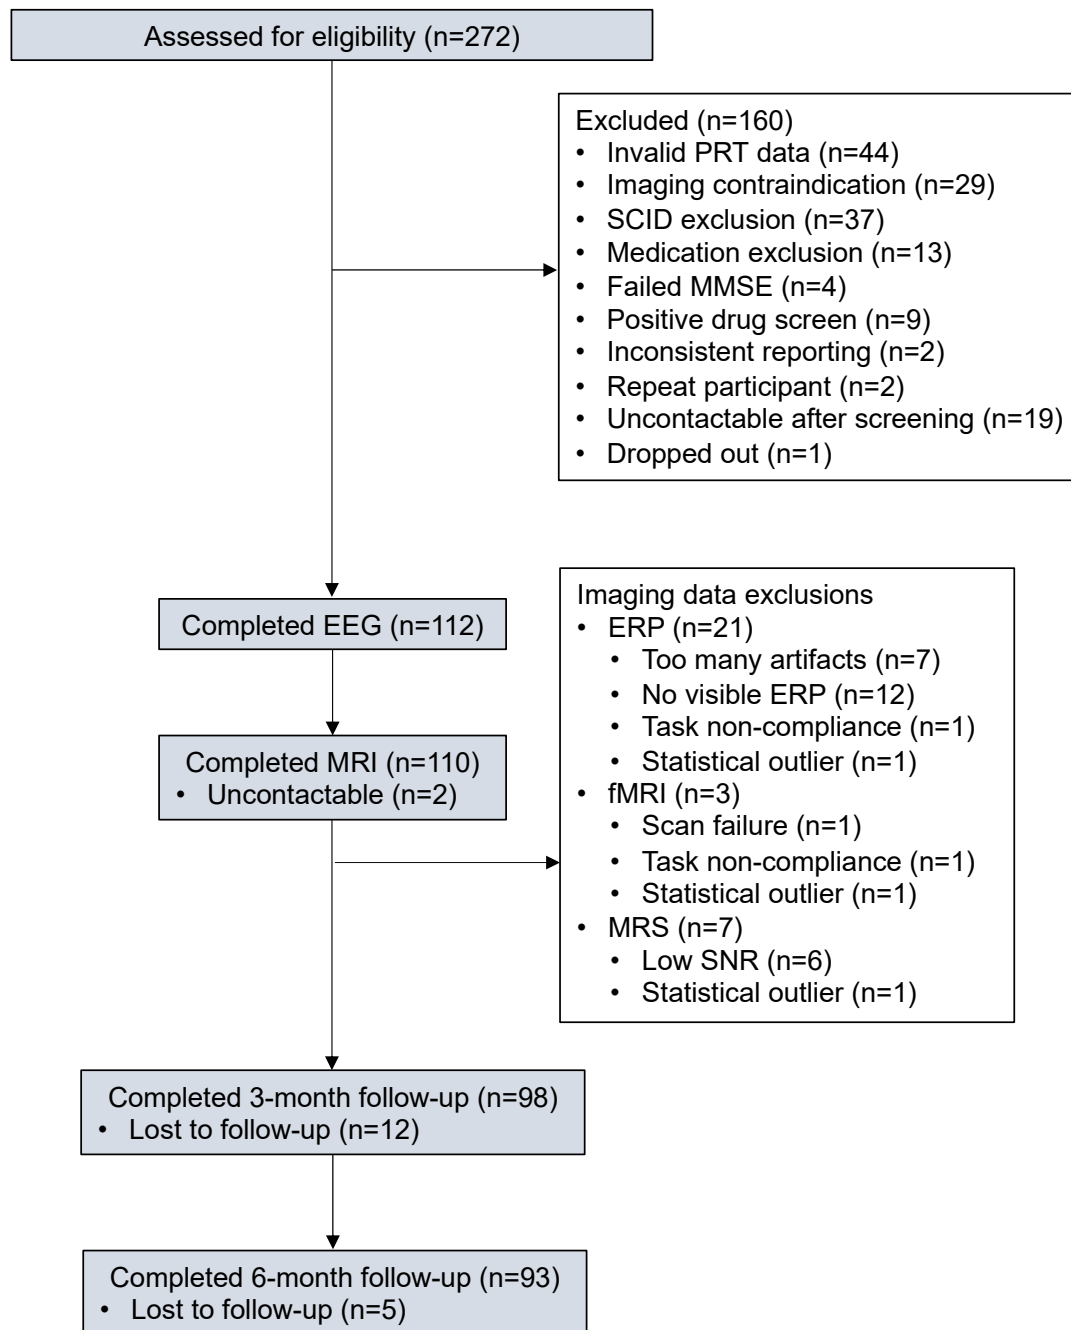 Assessed for eligibility (n=272)
Excluded (n=160)
• Invalid PRT data (n=44)
• Imaging contraindication (n=29)
• SCID exclusion (n=37)
• Medication exclusion (n=13)
• Failed MMSE (n=4)
• Positive drug screen (n=9)
• Inconsistent reporting (n=2)
• Repeat participant (n=2)
• Uncontactable after screening (n=19)
• Dropped out (n=1)
Completed EEG (n=112)
Completed MRI (n=110)
• Uncontactable (n=2)
Imaging data exclusions
• ERP (n=21)
• Too many artifacts (n=7)
• No visible ERP (n=12)
• Task non-compliance (n=1)
• Statistical outlier (n=1)
• fMRI (n=3)
• Scan failure (n=1)
• Task non-compliance (n=1)
• Statistical outlier (n=1)
• MRS (n=7)
• Low SNR (n=6)
• Statistical outlier (n=1)
Completed 3-month follow-up (n=98)
• Lost to follow-up (n=12)
Completed 6-month follow-up (n=93)
• Lost to follow-up (n=5)